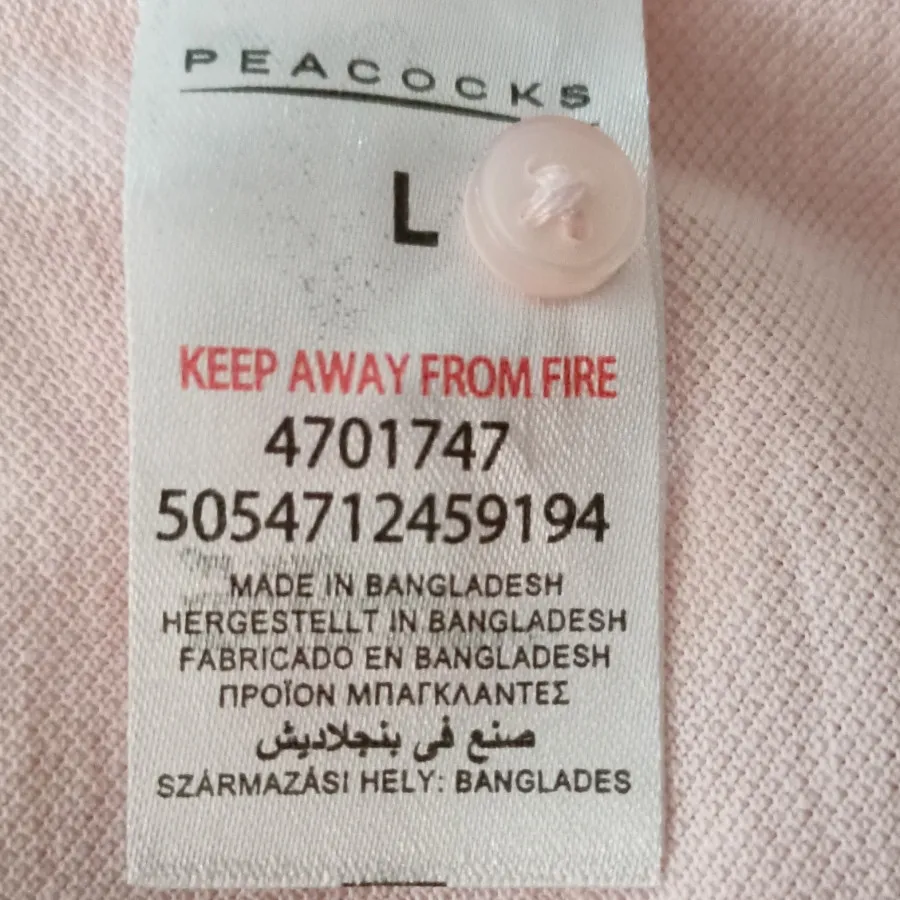 PEACOCKS
L
KEEP AWAY FROM FIRE
4701747
5054712459194
MADE IN BANGLADESH
HERGESTELLT IN BANGLADESH
FABRICADO EN BANGLADESH
ΠΡΟΪΟΝ ΜΠΑΓΚΛΑΝΤΕΣ
صنع في بنجلاديش
SZÁRMAZÁSI HELY: BANGLADES